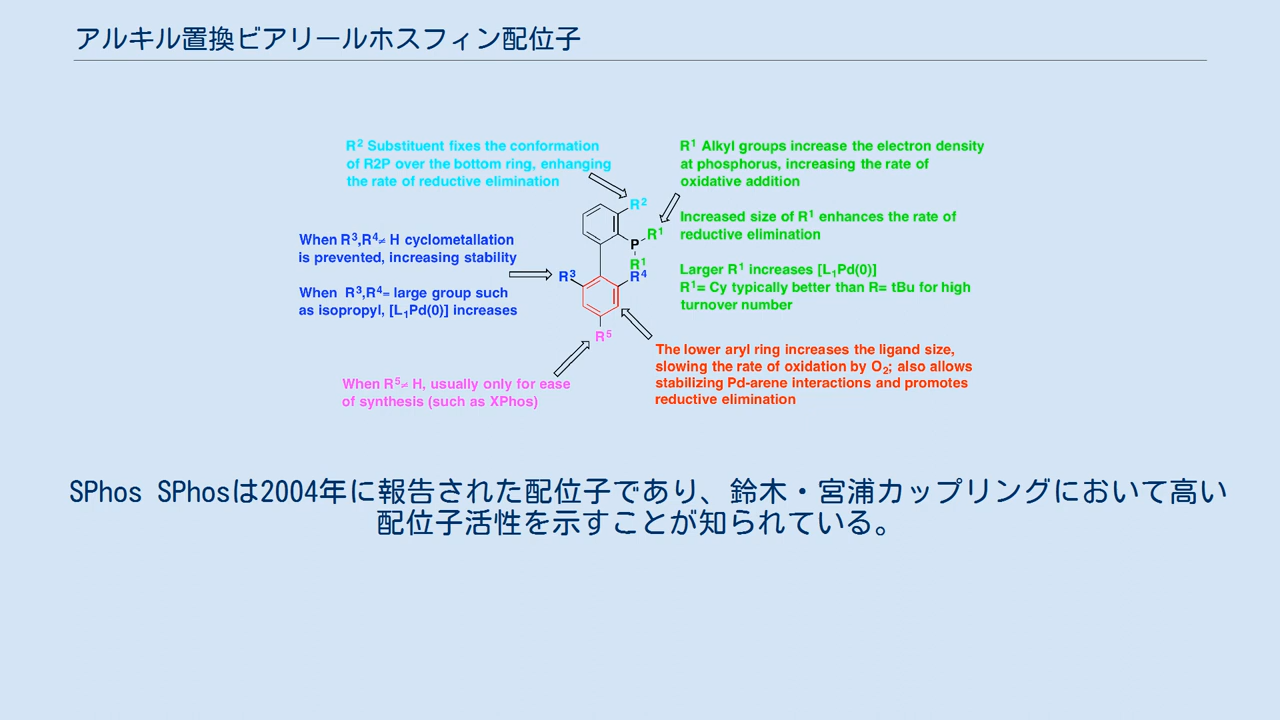 アルキル置換ビアリールホスフィン配位子
R² Substituent fixes the conformation
of R2P over the bottom ring, enhanging
the rate of reductive elimination
R¹ Alkyl groups increase the electron density
at phosphorus, increasing the rate of
oxidative addition
Increased size of R¹ enhances the rate of
reductive elimination
Larger R¹ increases [L₁Pd(0)]
R¹= Cy typically better than R= tBu for high
turnover number
When R³,R⁴≠ H cyclometallation
is prevented, increasing stability
When R³,R⁴= large group such
as isopropyl, [L₁Pd(0)] increases
R²
R¹
P
R¹
R³
R⁴
R⁵
The lower aryl ring increases the ligand size,
slowing the rate of oxidation by O₂; also allows
stabilizing Pd-arene interactions and promotes
reductive elimination
When R⁵≠ H, usually only for ease
of synthesis (such as XPhos)
SPhos SPhosは2004年に報告された配位子であり、鈴木・宮浦カップリングにおいて高い
配位子活性を示すことが知られている。